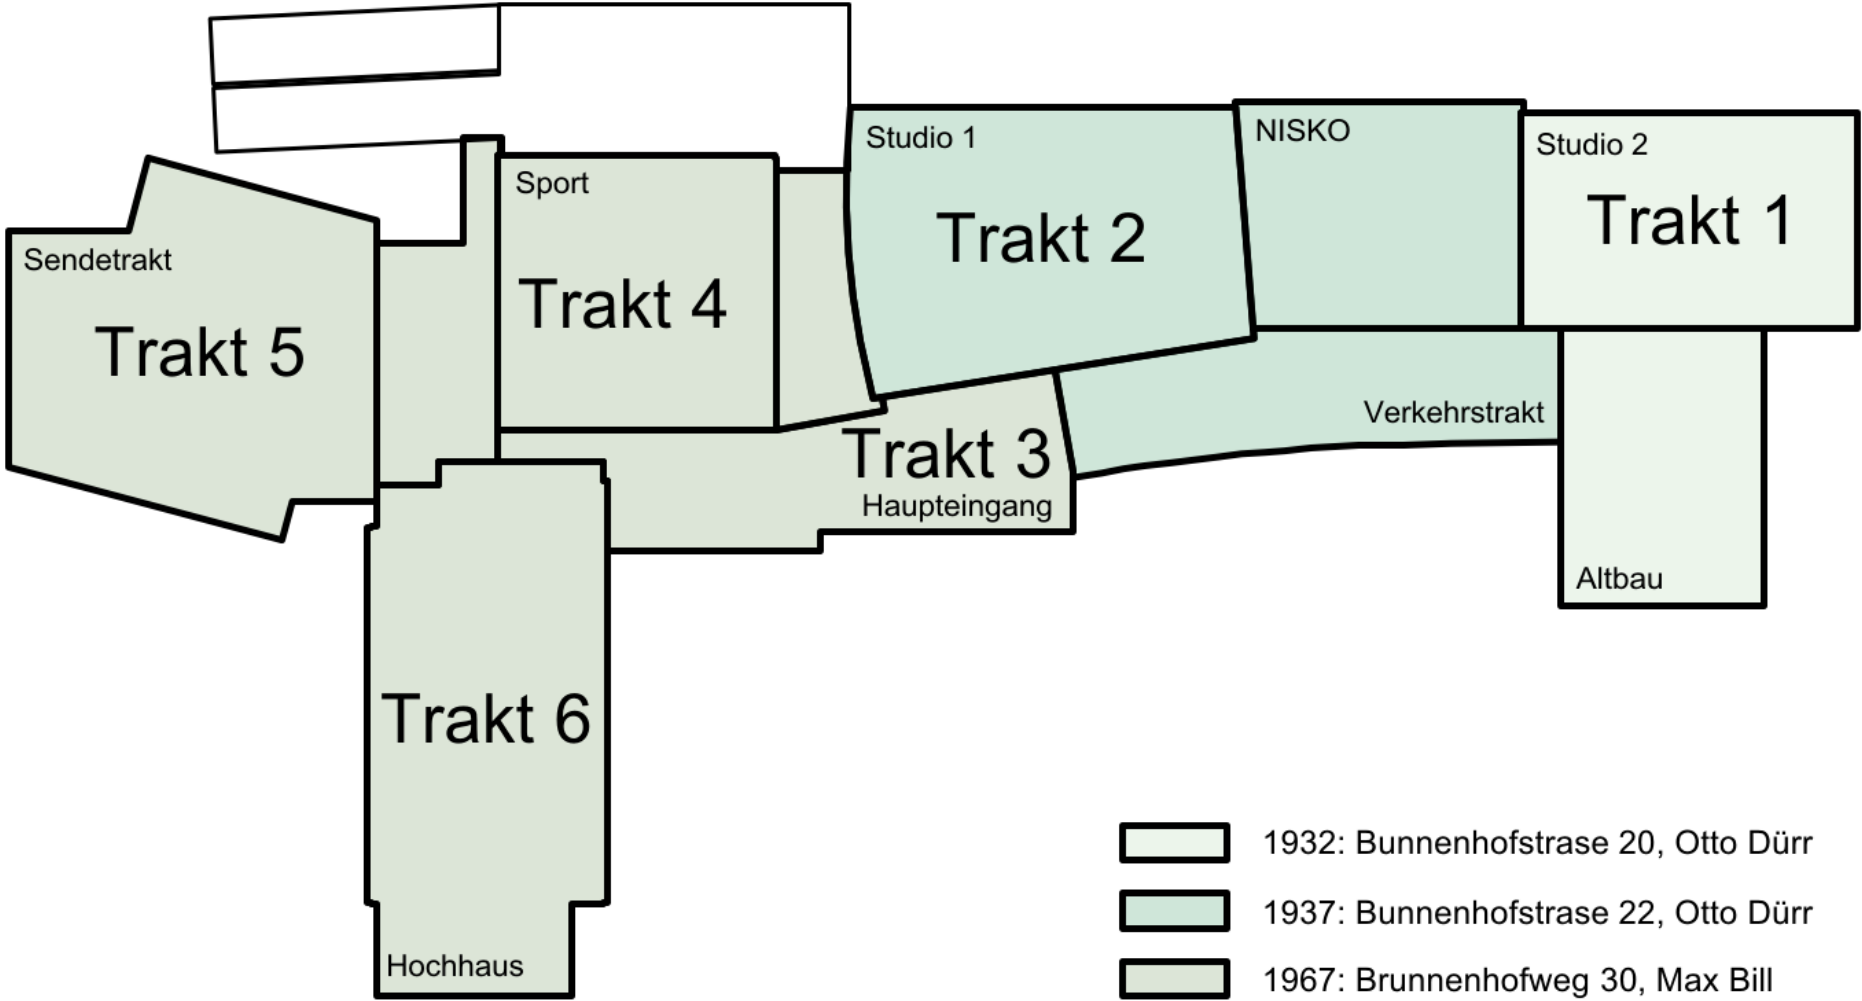 Studio 1
NISKO
Studio 2
Trakt 1
Sport
Trakt 2
Sendetrakt
Trakt 4
Trakt 5
Verkehrstrakt
Trakt 3
Haupteingang
Altbau
Trakt 6
Hochhaus
1932: Bunnenhofstrase 20, Otto Dürr
1937: Bunnenhofstrase 22, Otto Dürr
1967: Brunnenhofweg 30, Max Bill